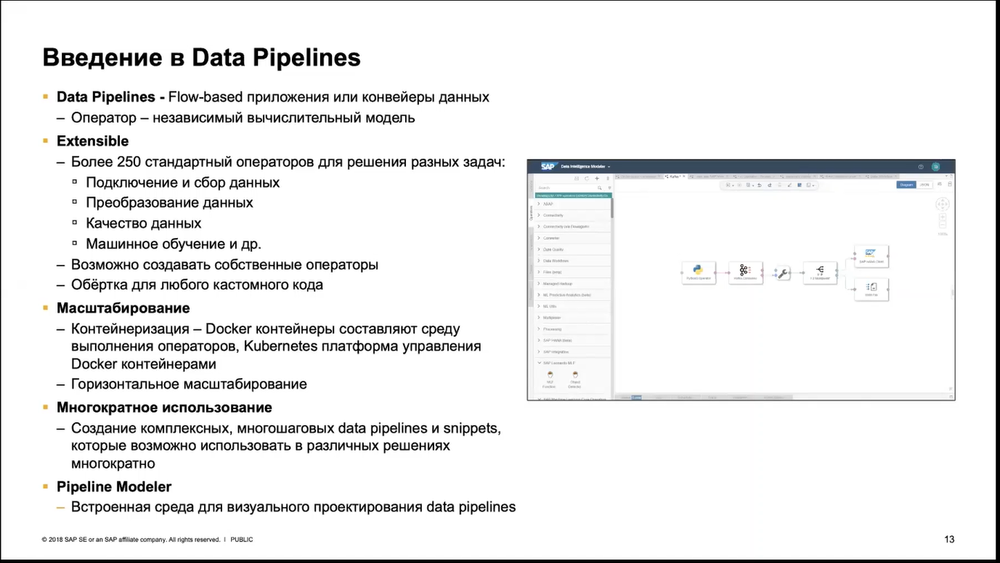 Введение в Data Pipelines
▪ Data Pipelines - Flow-based приложения или конвейеры данных
– Оператор – независимый вычислительный модель
▪ Extensible
– Более 250 стандартный операторов для решения разных задач:
▫ Подключение и сбор данных
▫ Преобразование данных
▫ Качество данных
▫ Машинное обучение и др.
– Возможно создавать собственные операторы
– Обёртка для любого кастомного кода
▪ Масштабирование
– Контейнеризация – Docker контейнеры составляют среду
выполнения операторов, Kubernetes платформа управления
Docker контейнерами
– Горизонтальное масштабирование
▪ Многократное использование
– Создание комплексных, многошаговых data pipelines и snippets,
которые возможно использовать в различных решениях
многократно
▪ Pipeline Modeler
– Встроенная среда для визуального проектирования data pipelines
SAP Data Intelligence Modeler
Search
Diagram JSON
ABAP
Connectivity
Connectivity (via Flowagent)
Converter
Data Quality
Data Workflows
Files (beta)
Managed Hadoop
ML Predictive Analytics (beta)
ML Utils
Multiplexer
Processing
SAP HANA (beta)
SAP Integration
SAP Leonardo MLF
Python3 Operator
1:2 Multiplexer
SAP HANA Client
© 2018 SAP SE or an SAP affiliate company. All rights reserved. | PUBLIC
13